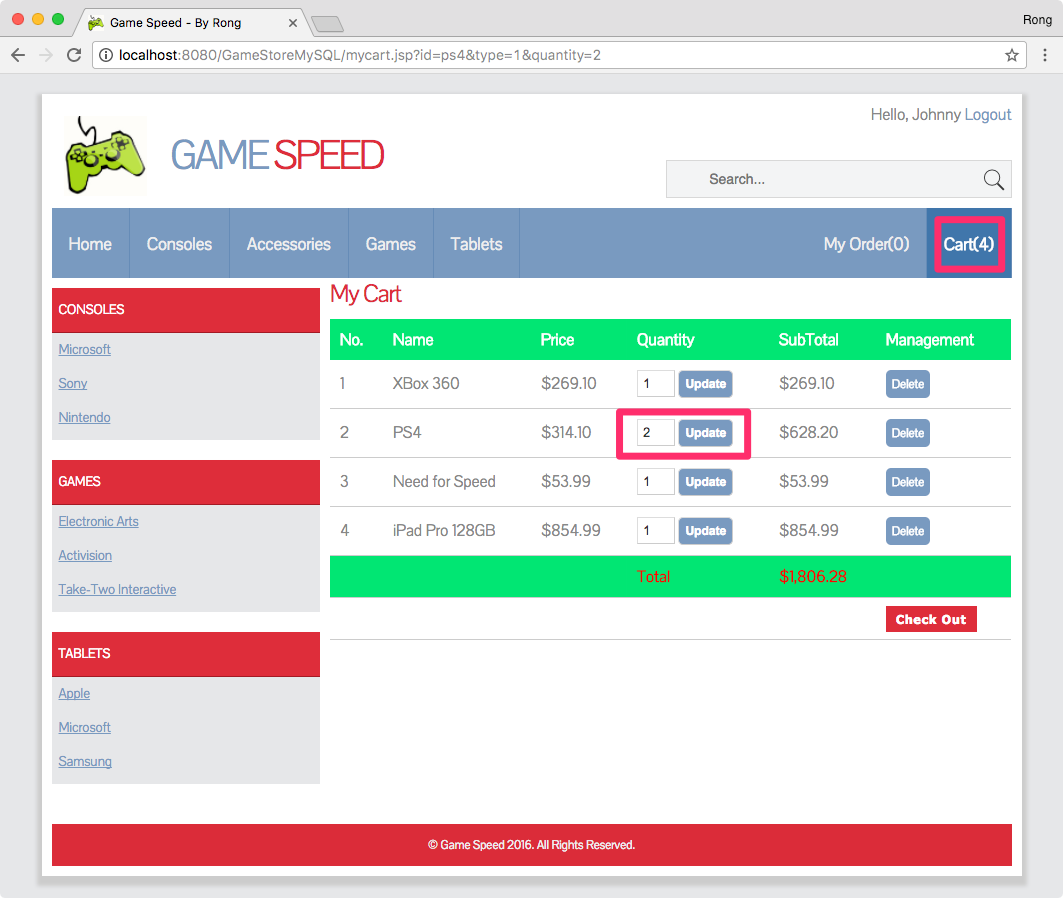 Game Speed - By Rong
Rong
localhost:8080/GameStoreMySQL/mycart.jsp?id=ps4&type=1&quantity=2
Hello, Johnny Logout
GAME SPEED
Search...
Home Consoles Accessories Games Tablets My Order(0) Cart(4)
CONSOLES
Microsoft
Sony
Nintendo
GAMES
Electronic Arts
Activision
Take-Two Interactive
TABLETS
Apple
Microsoft
Samsung
My Cart
No. Name Price Quantity SubTotal Management
1 XBox 360 $269.10 1 Update $269.10 Delete
2 PS4 $314.10 2 Update $628.20 Delete
3 Need for Speed $53.99 1 Update $53.99 Delete
4 iPad Pro 128GB $854.99 1 Update $854.99 Delete
Total $1,806.28
Check Out
© Game Speed 2016. All Rights Reserved.